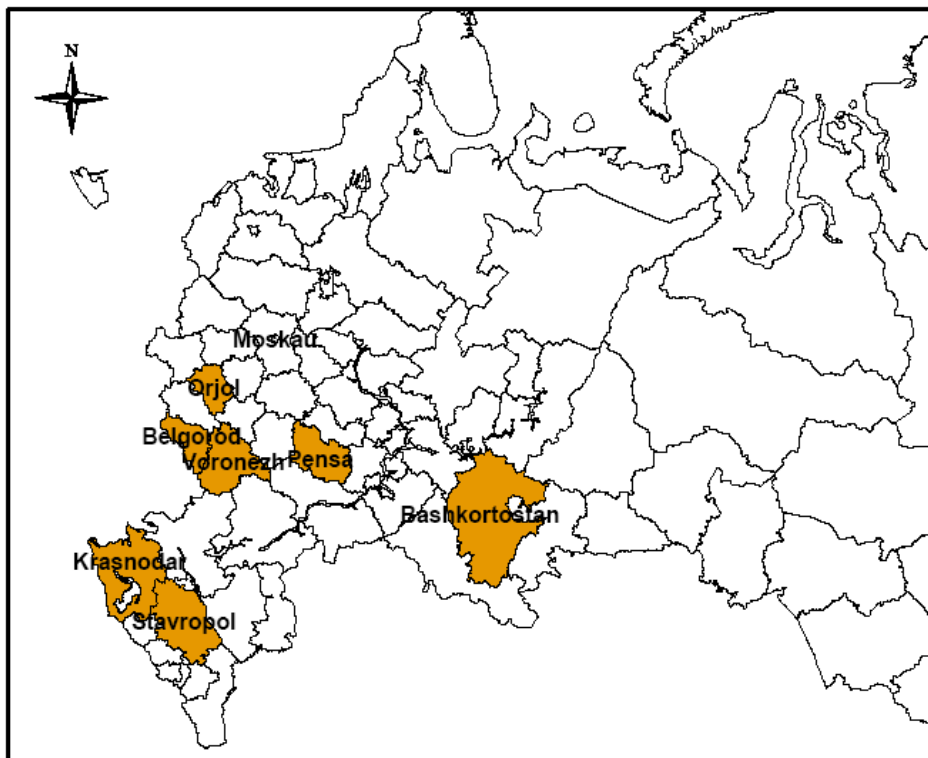 N
Moskau
Orjol
Belgorod
Voronezh
Pensa
Bashkortostan
Krasnodar
Stavropol